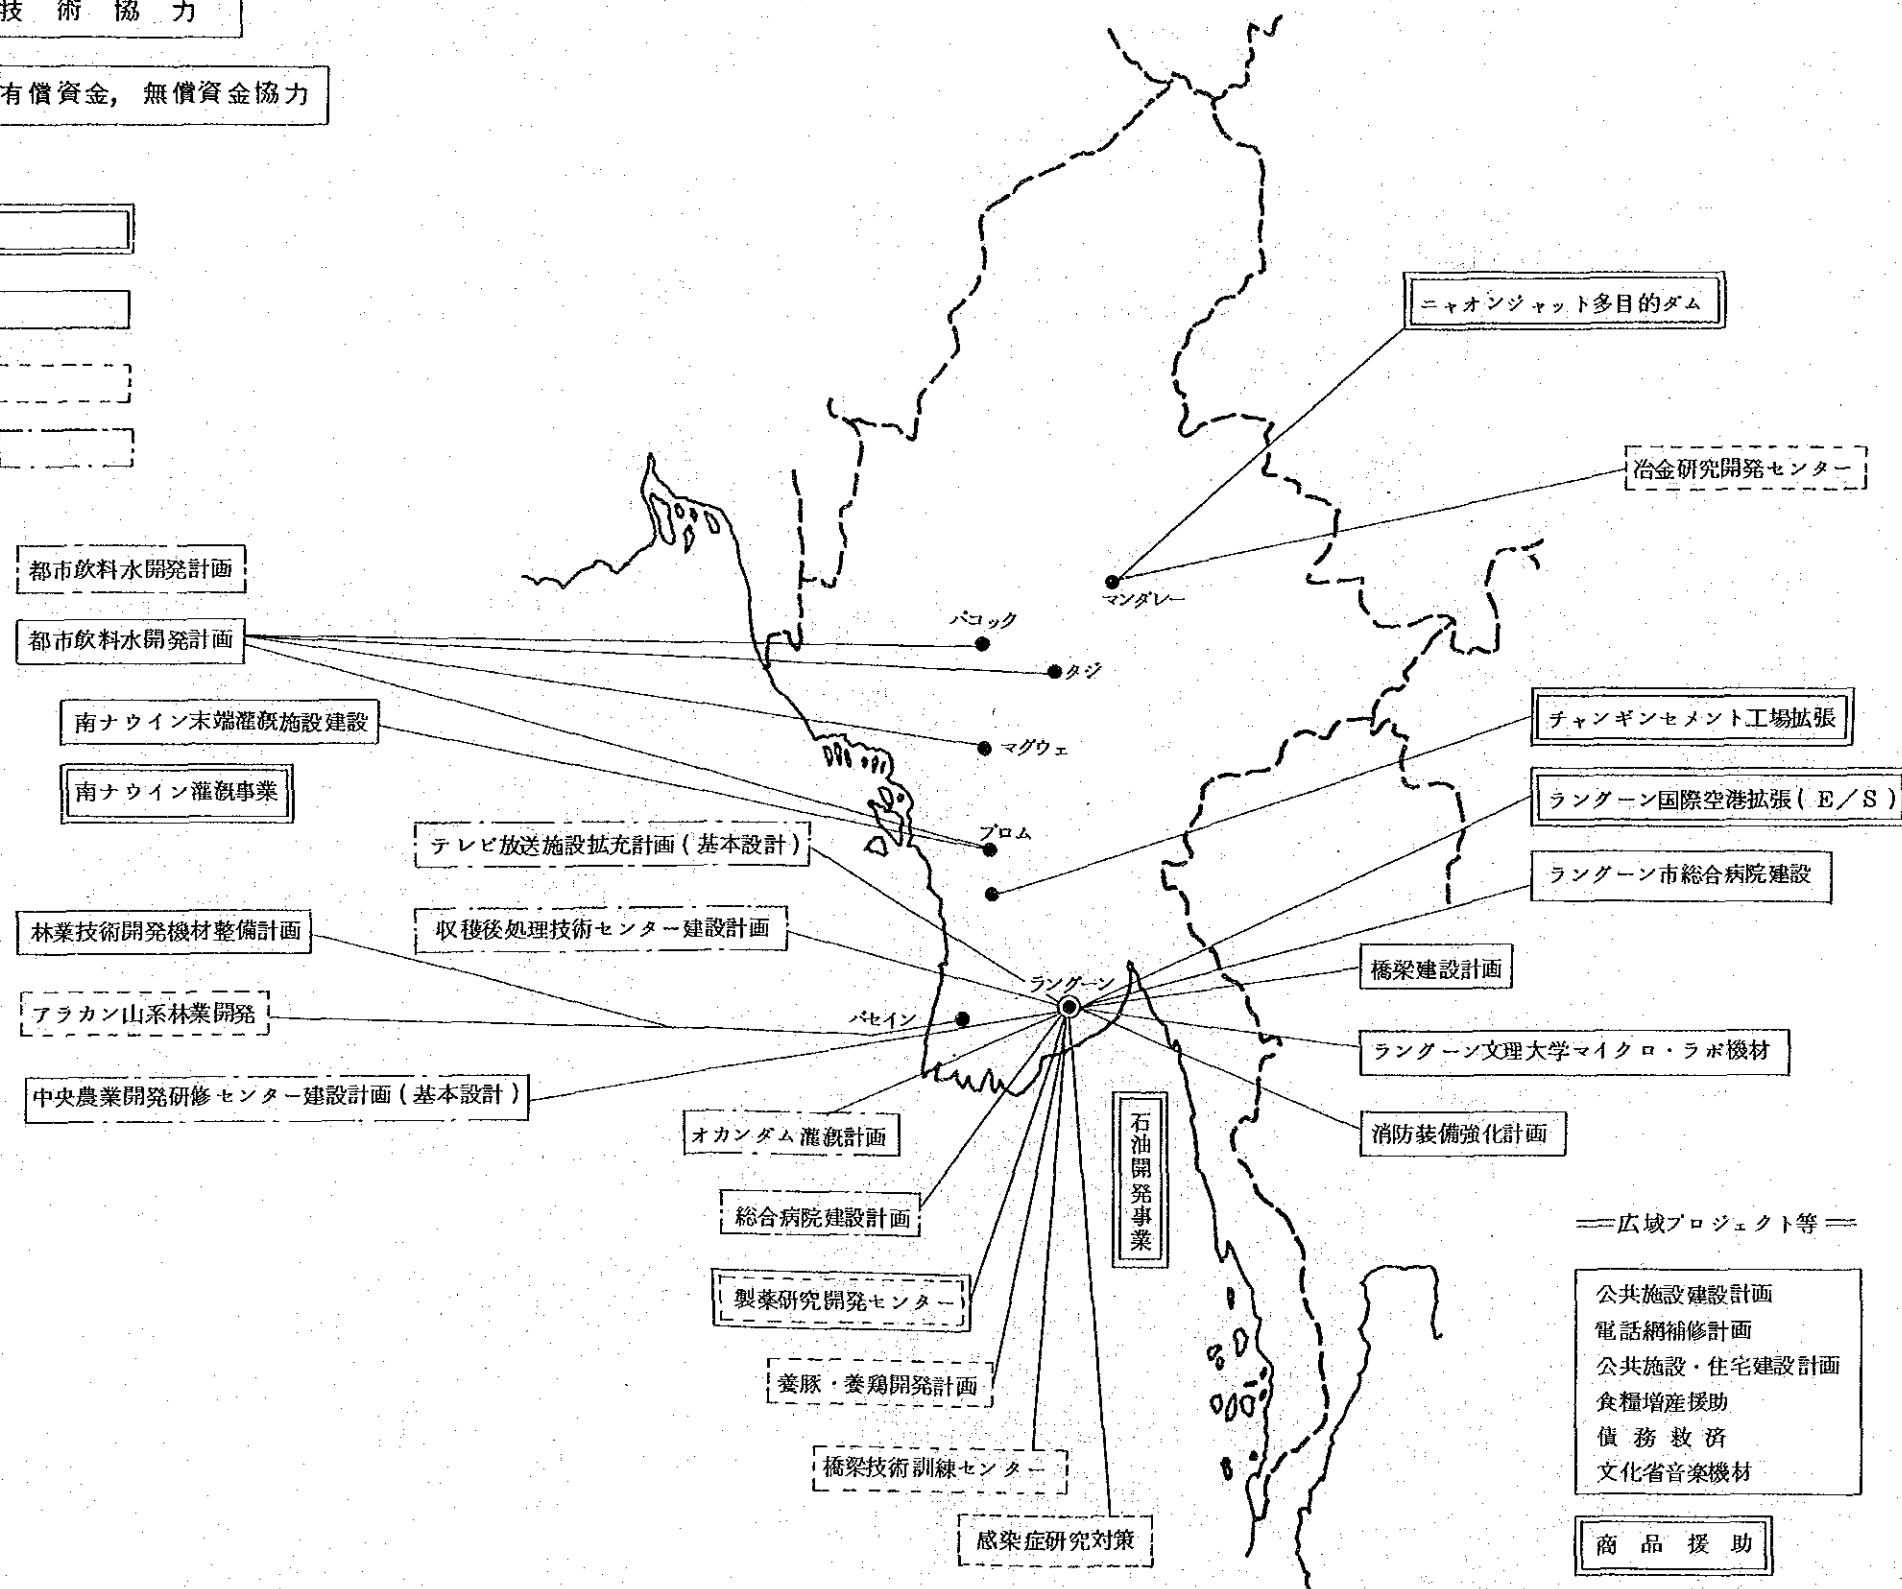 技術協力
有償資金, 無償資金協力
ニャオンジャット多目的ダム
冶金研究開発センター
都市飲料水開発計画
マンダレー
パコック
都市飲料水開発計画
タジ
南ナウイン末端灌漑施設建設
チャンギンセメント工場拡張
マグウェ
南ナウイン灌漑事業
ラングーン国際空港拡張(E/S)
プロム
テレビ放送施設拡充計画(基本設計)
ラングーン市総合病院建設
林業技術開発機材整備計画
収穫後処理技術センター建設計画
橋梁建設計画
ラングーン
アラカン山系林業開発
バセイン
ラングーン文理大学マイクロ・ラボ機材
中央農業開発研修センター建設計画(基本設計)
オカンダム灌漑計画
石油開発事業
消防装備強化計画
総合病院建設計画
広域プロジェクト等
製薬研究開発センター
公共施設建設計画
電話網補修計画
公共施設・住宅建設計画
食糧増産援助
債務救済
文化省音楽機材
養豚・養鶏開発計画
橋梁技術訓練センター
感染症研究対策
商品援助